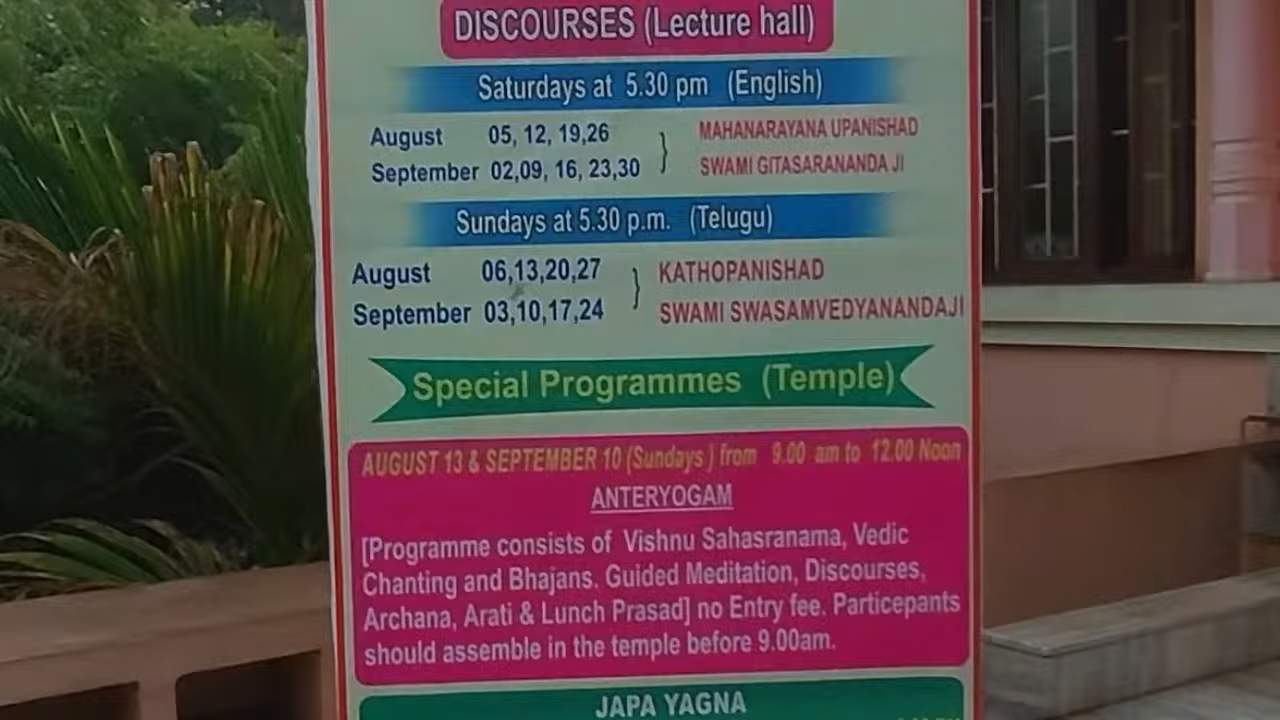 DISCOURSES (Lecture hall)
Saturdays at 5.30 pm (English)
August 05, 12, 19,26 } MAHANARAYANA UPANISHAD
September 02,09, 16, 23,30 SWAMI GITASARANANDA JI
Sundays at 5.30 p.m. (Telugu)
August 06,13,20,27 } KATHOPANISHAD
September 03,10,17,24 SWAMI SWASAMVEDYANANDAJI
Special Programmes (Temple)
AUGUST 13 & SEPTEMBER 10 (Sundays) from 9.00 am to 12.00 Noon
ANTERYOGAM
[Programme consists of Vishnu Sahasranama, Vedic
Chanting and Bhajans. Guided Meditation, Discourses,
Archana, Arati & Lunch Prasad] no Entry fee. Particepants
should assemble in the temple before 9.00am.
JAPA YAGNA